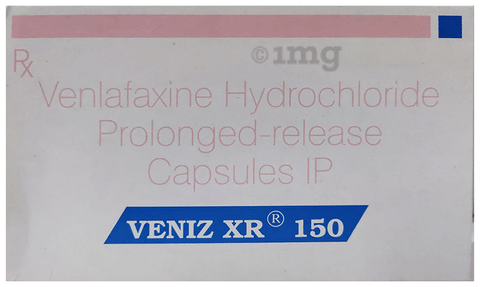 ©1mg
Rx
Venlafaxine Hydrochloride
Prolonged-release
Capsules IP
VENIZ XR® 150